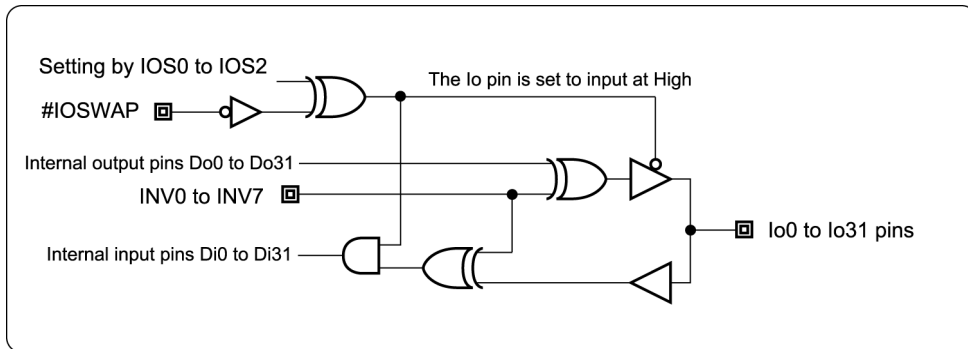 Setting by IOS0 to IOS2
The Io pin is set to input at High
#IOSWAP
Internal output pins Do0 to Do31
INV0 to INV7
Io0 to Io31 pins
Internal input pins Di0 to Di31